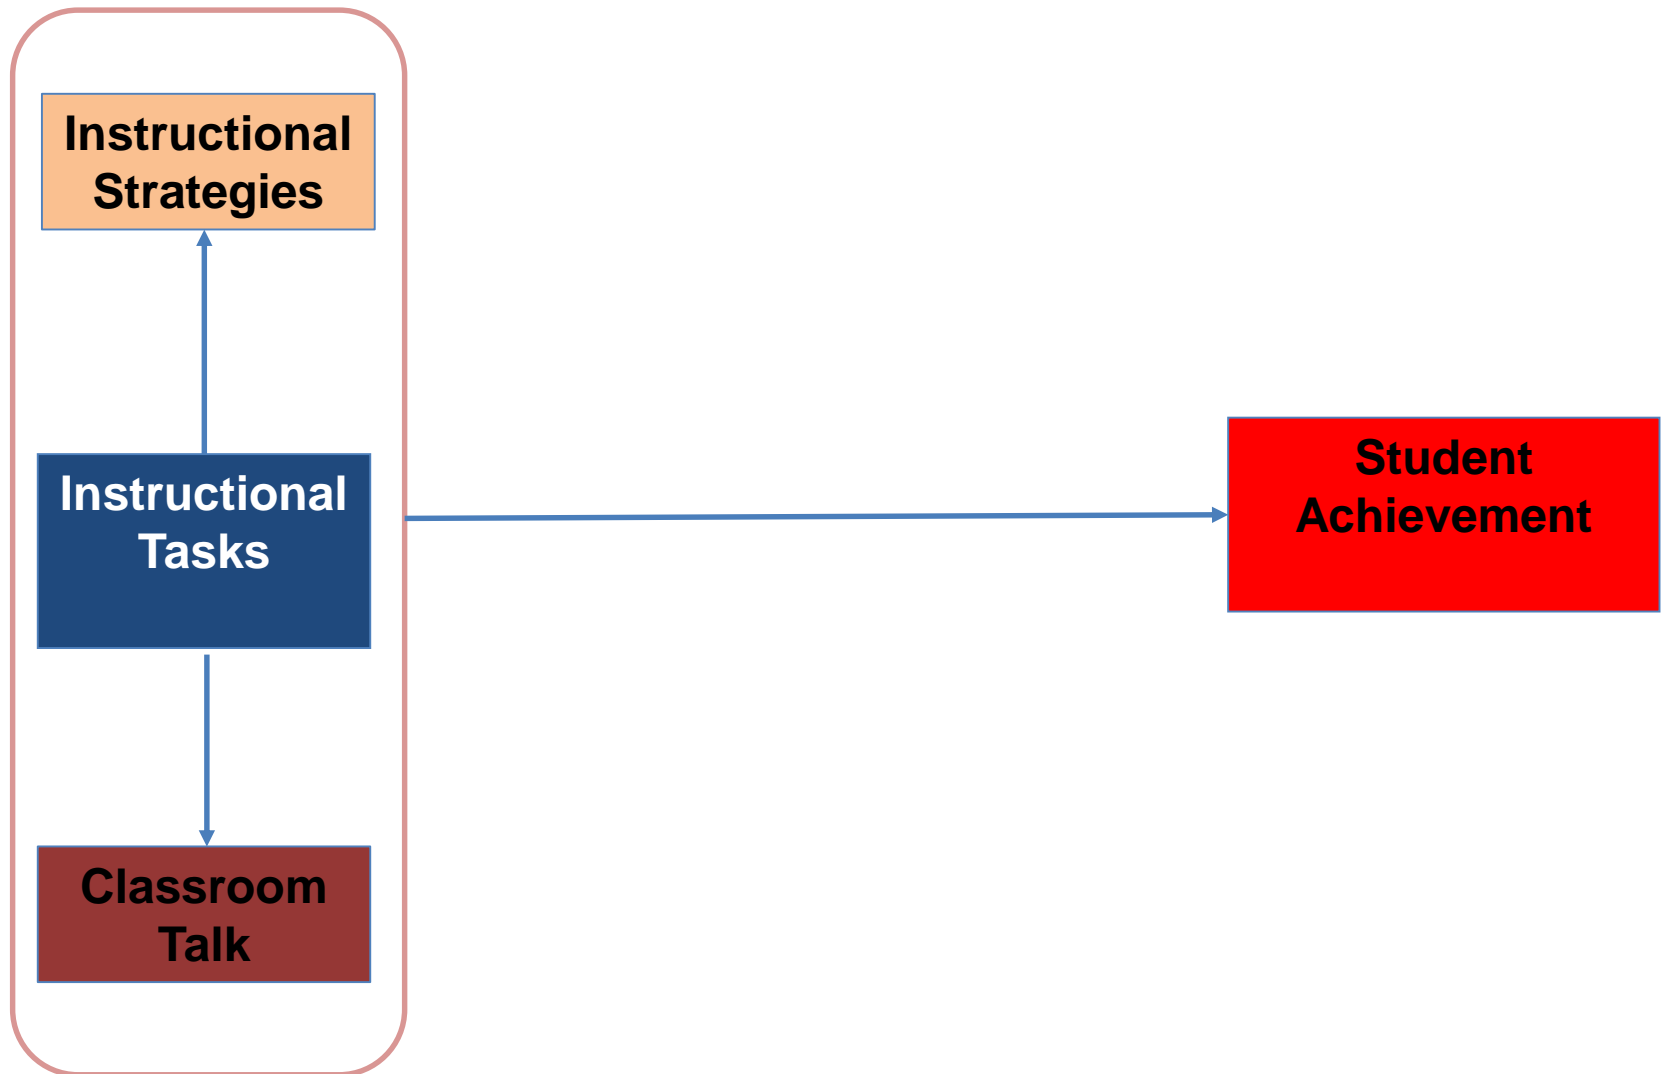 Instructional
Strategies
Instructional
Tasks
Student
Achievement
Classroom
Talk